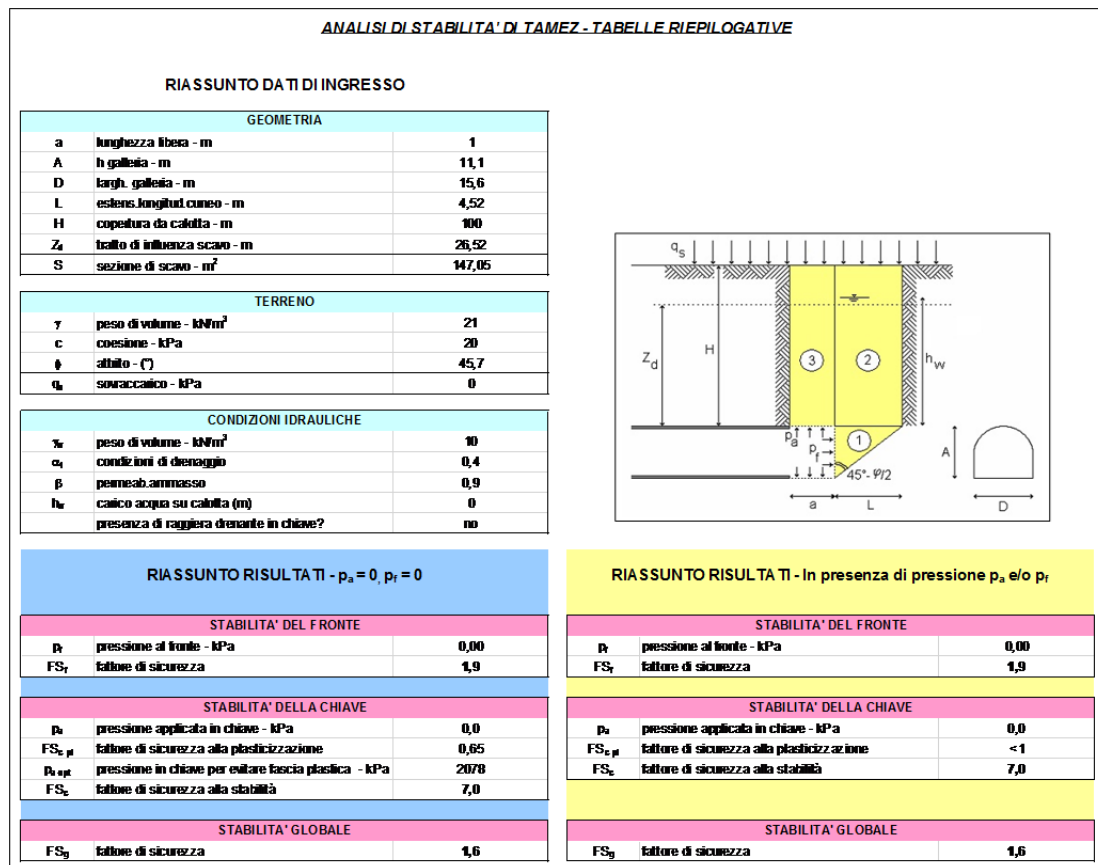 ANALISI DI STABILITA' DI TAMEZ - TABELLE RIEPILOGATIVE
RIASSUNTO DATI DI INGRESSO
GEOMETRIA
a lunghezza libera - m 1
A h galleria - m 11,1
D largh. galleria - m 15,6
L estens.longitud.cuneo - m 4,52
H copertura da calotta - m 100
Zd tratto di influenza scavo - m 26,52
S sezione di scavo - m² 147,05
TERRENO
γ peso di volume - kN/m³ 21
c coesione - kPa 20
ϕ attrito - (°) 45,7
qs sovraccarico - kPa 0
CONDIZIONI IDRAULICHE
γw peso di volume - kN/m³ 10
αf condizioni di drenaggio 0,4
β permeab.ammasso 0,9
hw carico acqua su calotta (m) 0
presenza di raggiera drenante in chiave? no
qs
Zd
H
3
2
hw
pa
pf
1
45°- φ/2
A
a
L
D
RIASSUNTO RISULTATI - pa = 0, pf = 0
STABILITA' DEL FRONTE
pf pressione al fronte - kPa 0,00
FSf fattore di sicurezza 1,9
STABILITA' DELLA CHIAVE
pa pressione applicata in chiave - kPa 0,0
FSc pl fattore di sicurezza alla plasticizzazione 0,65
pa opt pressione in chiave per evitare fascia plastica - kPa 2078
FSc fattore di sicurezza alla stabilità 7,0
STABILITA' GLOBALE
FSg fattore di sicurezza 1,6
RIASSUNTO RISULTATI - In presenza di pressione pa e/o pf
STABILITA' DEL FRONTE
pf pressione al fronte - kPa 0,00
FSf fattore di sicurezza 1,9
STABILITA' DELLA CHIAVE
pa pressione applicata in chiave - kPa 0,0
FSc pl fattore di sicurezza alla plasticizzazione <1
FSc fattore di sicurezza alla stabilità 7,0
STABILITA' GLOBALE
FSg fattore di sicurezza 1,6